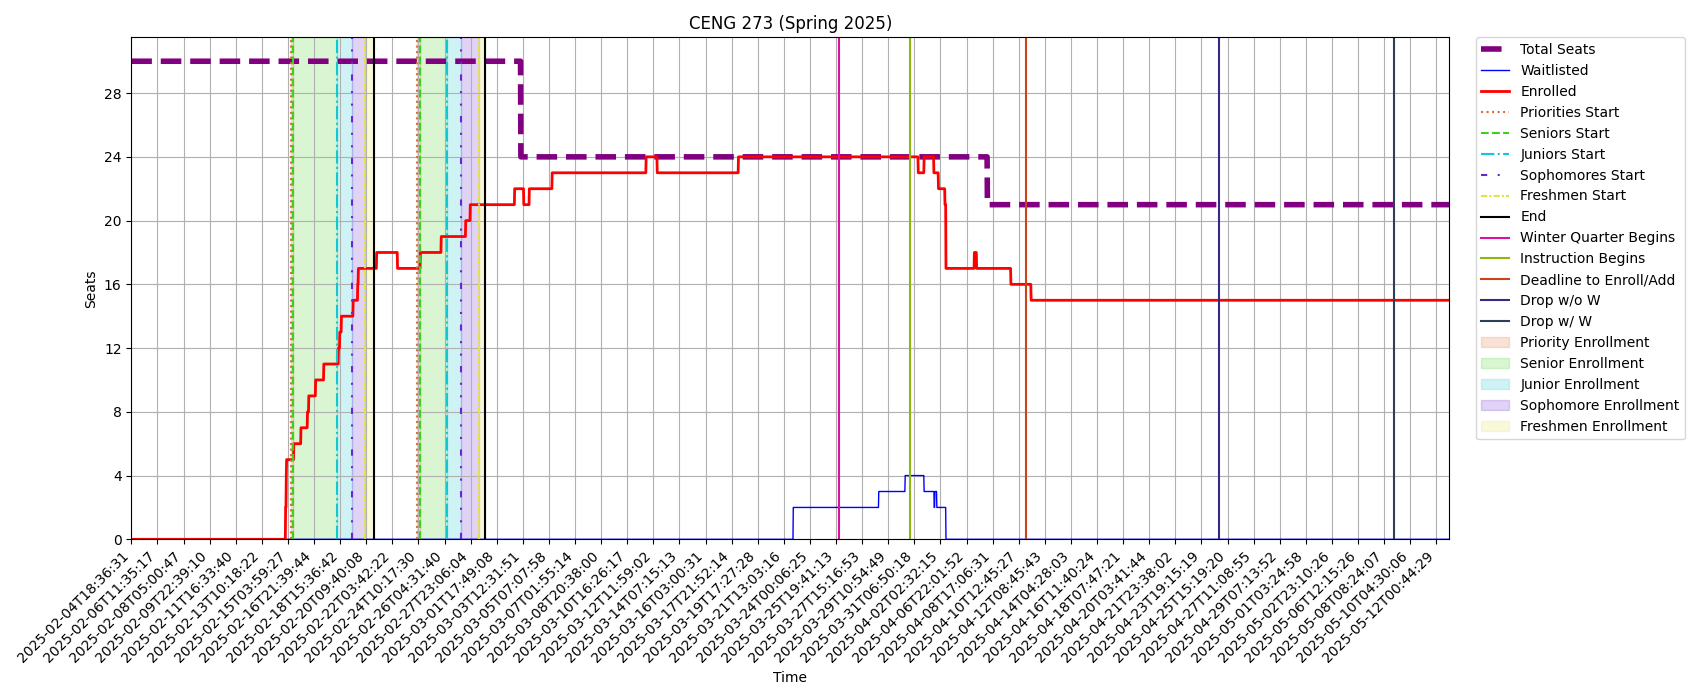 CENG 273 (Spring 2025)
Seats
28
24
20
16
12
8
4
0
2025-02-04T18:36:31
2025-02-06T11:35:17
2025-02-08T05:00:47
2025-02-09T22:39:10
2025-02-11T16:33:40
2025-02-13T10:18:22
2025-02-15T03:59:27
2025-02-16T21:39:44
2025-02-18T15:36:42
2025-02-20T09:40:08
2025-02-22T03:42:22
2025-02-24T22:10:17:30
2025-02-26T04:31:40
2025-02-27T23:06:04
2025-03-01T17:49:08
2025-03-03T12:31:51
2025-03-05T07:07:58
2025-03-07T01:55:14
2025-03-08T20:38:00
2025-03-10T16:26:17
2025-03-12T11:59:02
2025-03-14T07:15:13
2025-03-16T03:00:31
2025-03-17T21:52:14
2025-03-19T17:27:28
2025-03-21T13:03:16
2025-03-24T00:06:25
2025-03-25T19:41:13
2025-03-27T15:16:53
2025-03-29T10:54:49
2025-03-31T06:50:18
2025-04-02T02:32:15
2025-04-06T22:01:52
2025-04-08T17:06:31
2025-04-10T12:45:27
2025-04-12T08:45:43
2025-04-14T04:28:03
2025-04-16T11:40:24
2025-04-18T07:47:21
2025-04-20T03:41:44
2025-04-21T23:38:02
2025-04-23T19:15:19
2025-04-25T15:19:20
2025-04-27T11:08:55
2025-04-29T07:13:52
2025-05-01T03:24:58
2025-05-02T23:10:26
2025-05-06T12:15:26
2025-05-08T08:24:07
2025-05-10T04:30:06
2025-05-12T00:44:29
Time
Total Seats
Waitlisted
Enrolled
Priorities Start
Seniors Start
Juniors Start
Sophomores Start
Freshmen Start
End
Winter Quarter Begins
Instruction Begins
Deadline to Enroll/Add
Drop w/o W
Drop w/ W
Priority Enrollment
Senior Enrollment
Junior Enrollment
Sophomore Enrollment
Freshmen Enrollment